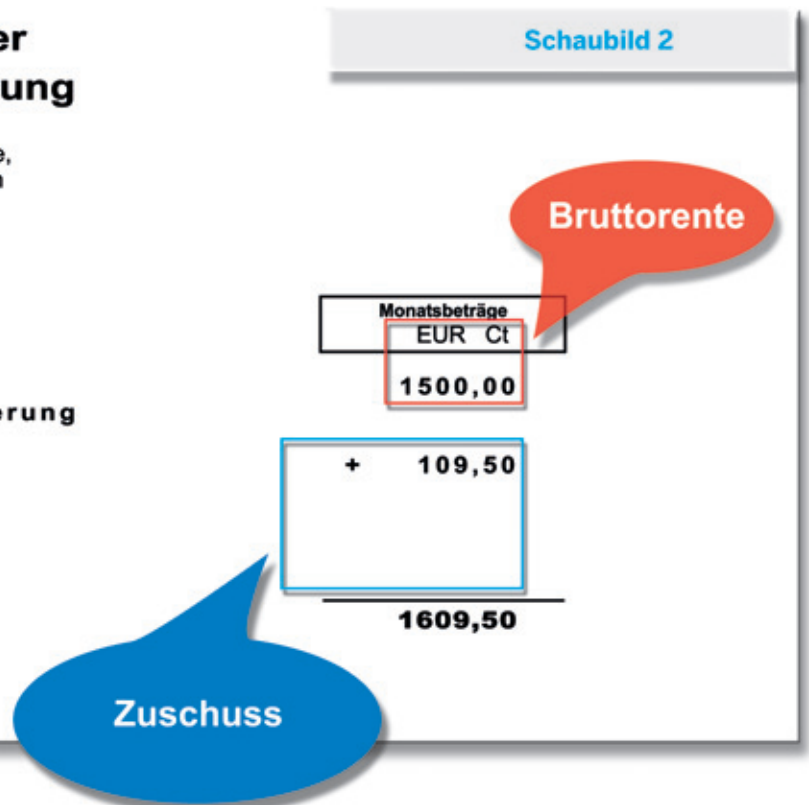 er
Schaubild 2
ung
e,
n
Bruttorente
Monatsbeträge
EUR Ct
1500,00
erung
+ 109,50
1609,50
Zuschuss